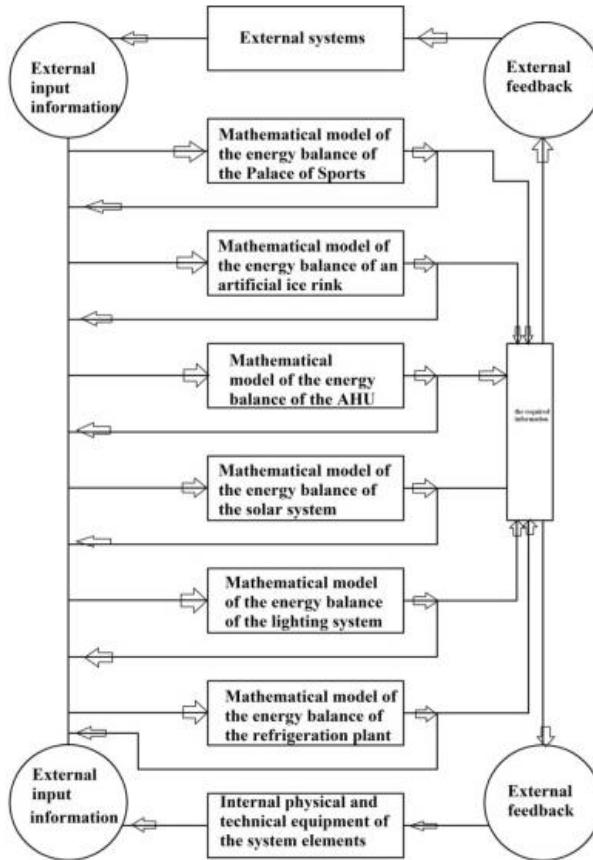 External systems
External
input
information
External
feedback
Mathematical model of
the energy balance of
the Palace of Sports
Mathematical model of
the energy balance of an
artificial ice rink
Mathematical
model of the energy
balance of the AHU
the required
information
Mathematical model of
the energy balance of
the solar system
Mathematical model
of the energy balance
of the lighting system
Mathematical model of
the energy balance of
the refrigeration plant
External
input
information
Internal physical and
technical equipment of
the system elements
External
feedback